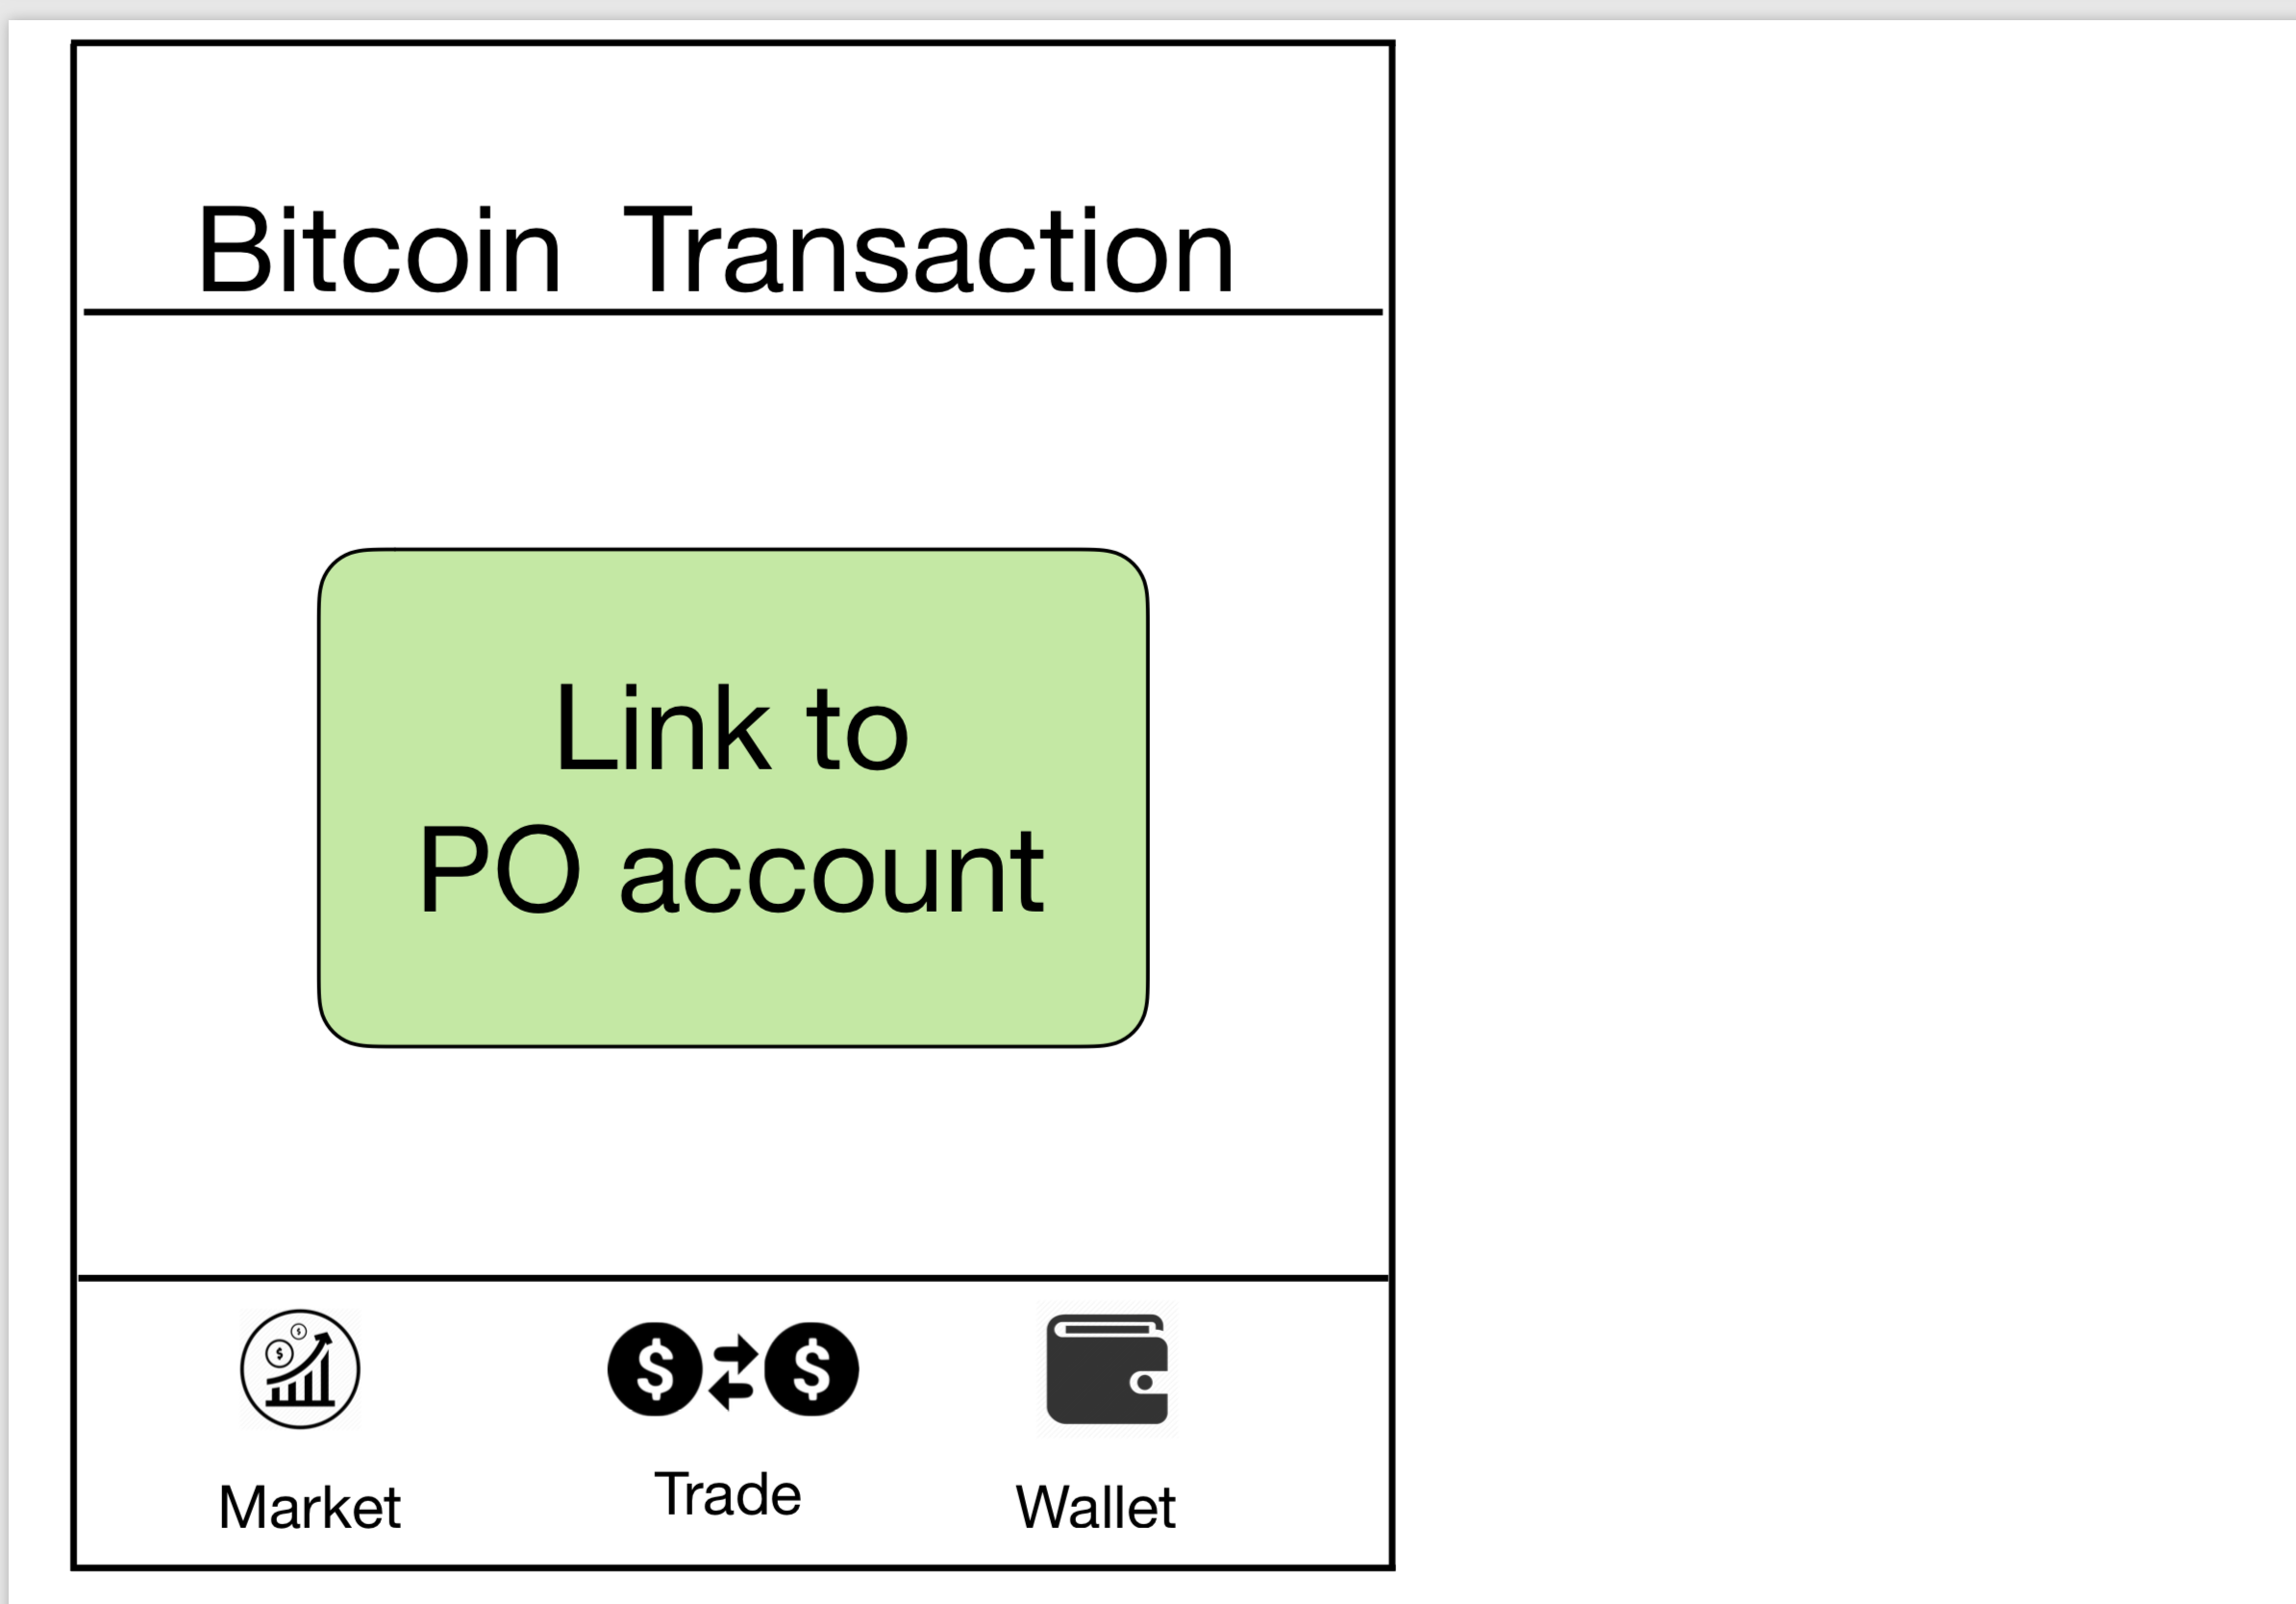 Bitcoin  Transaction
Link to
PO account
Market
Trade
Wallet